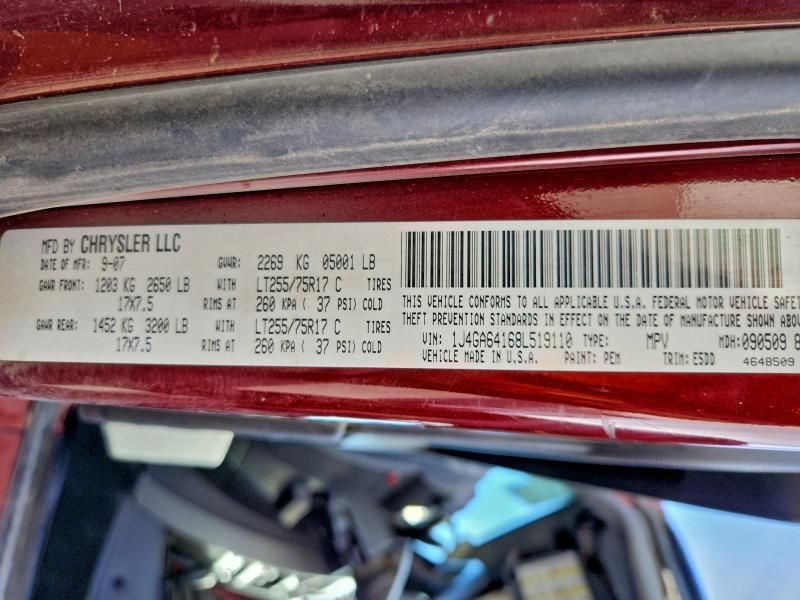 MFD BY CHRYSLER LLC
DATE OF MFR: 9-07 GVWR: 2269 KG 05001 LB
GAWR FRONT: 1203 KG 2650 LB WITH LT255/75R17 C TIRES
17X7.5 RIMS AT 260 KPA ( 37 PSI) COLD
GAWR REAR: 1452 KG 3200 LB WITH LT255/75R17 C TIRES
17X7.5 RIMS AT 260 KPA ( 37 PSI) COLD
THIS VEHICLE CONFORMS TO ALL APPLICABLE U.S.A. FEDERAL MOTOR VEHICLE SAFET
THEFT PREVENTION STANDARDS IN EFFECT ON THE DATE OF MANUFACTURE SHOWN ABOV
VIN: 1J4GA64168L519110 TYPE: MPV MDH:090509 8
VEHICLE MADE IN U.S.A. PAINT: PEM TRIM: E5DD 4648509